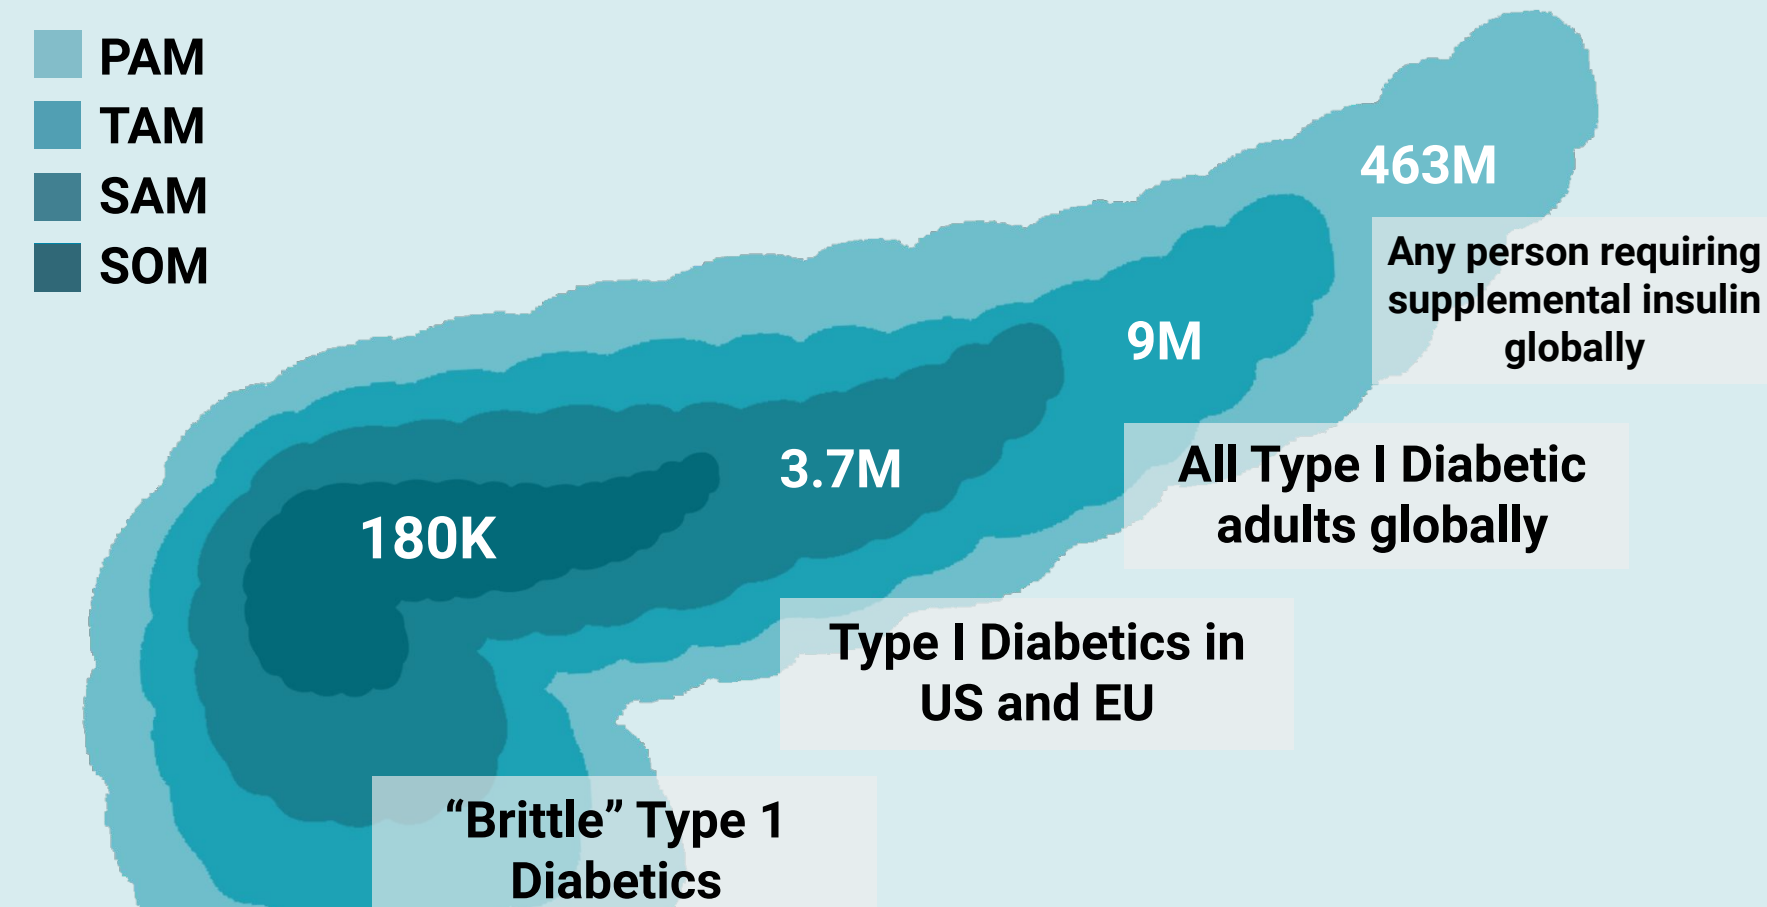 PAM
TAM
SAM
SOM
463M
Any person requiring
supplemental insulin
globally
9M
All Type I Diabetic
adults globally
3.7M
Type I Diabetics in
US and EU
180K
“Brittle” Type 1
Diabetics